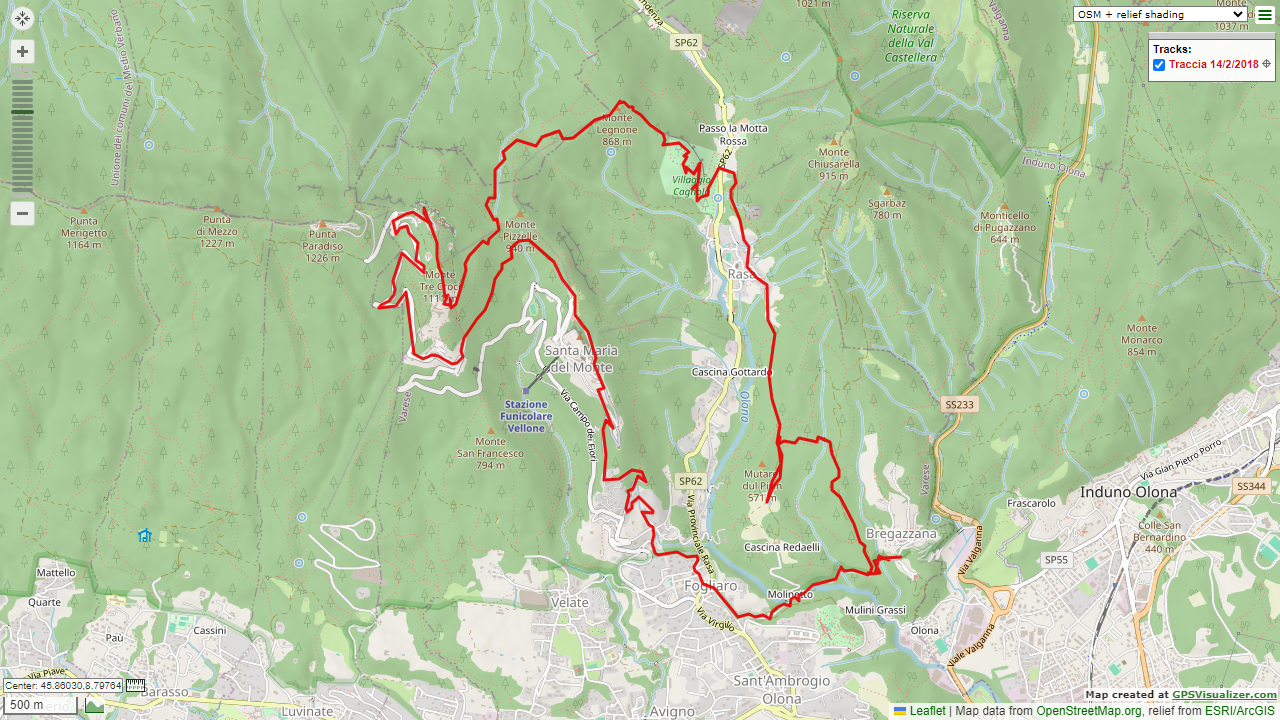 OSM + relief shading
Tracks:
Traccia 14/2/2018
1021 m
Monte
1037 m
Riserva
Naturale
della Val
Castellera
Valganna
SP62
Unione dei comuni del Medio Verbano
Monte
Legnone
868 m
Passo la Motta
Rossa
SP62
Monte
Chiusarella
915 m
Induno Olona
Villaggio
Cagnola
Sgarbaz
780 m
Monticello
di Pugazzano
644 m
Punta
Merigetto
1164 m
Punta
di Mezzo
1227 m
Punta
Paradiso
1226 m
Monte
Pizzelle
940 m
Monte
Tre Croci
Rasa
Monte
Monarco
854 m
Santa Maria
del Monte
Cascina Gottardo
Olona
Varese
Stazione
Funicolare
Vellone
Via Campo dei Fiori
SS233
Monte
San Francesco
794 m
Via Gian Pietro Porro
SP62
Mutarol
dul Pian
571 m
Varese
SS344
Induno Olona
Frascarolo
Via Provinciale Rasa
Colle San
Bernardino
440 m
Bregazzana
Cascina Redaelli
Via Valganna
SP55
Mattello
Fogliaro
Molinetto
Quarte
Velate
Mulini Grassi
Via Virgilio
Cassini
Olona
Pau
Viale Valganna
Via Piave
Sant'Ambrogio
Olona
Center: 45.86030,8.79764
Barasso
500 m
Luvinate
Avigno
Map created at GPSVisualizer.com
Leaflet | Map data from OpenStreetMap.org, relief from ESRI/ArcGIS